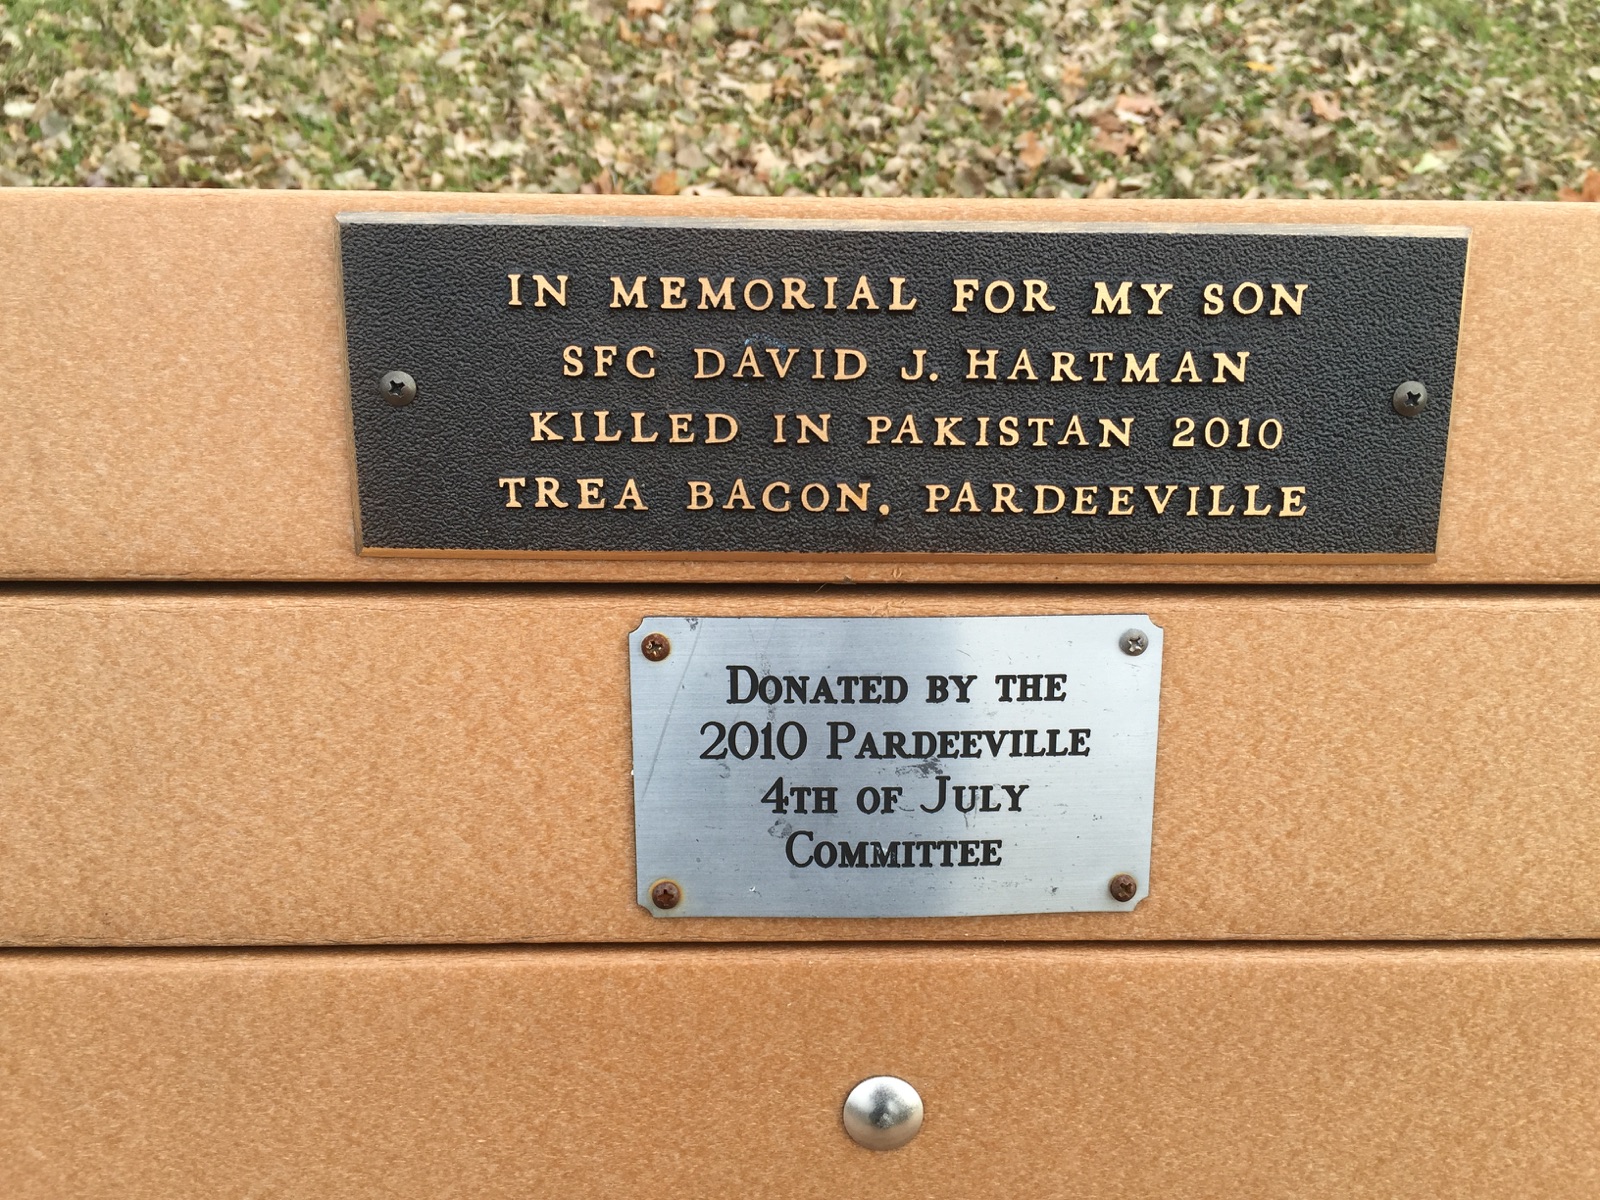 IN MEMORIAL FOR MY SON
SFC DAVID J. HARTMAN
KILLED IN PAKISTAN 2010
TREA BACON, PARDEEVILLE
DONATED BY THE
2010 PARDEEVILLE
4TH OF JULY
COMMITTEE